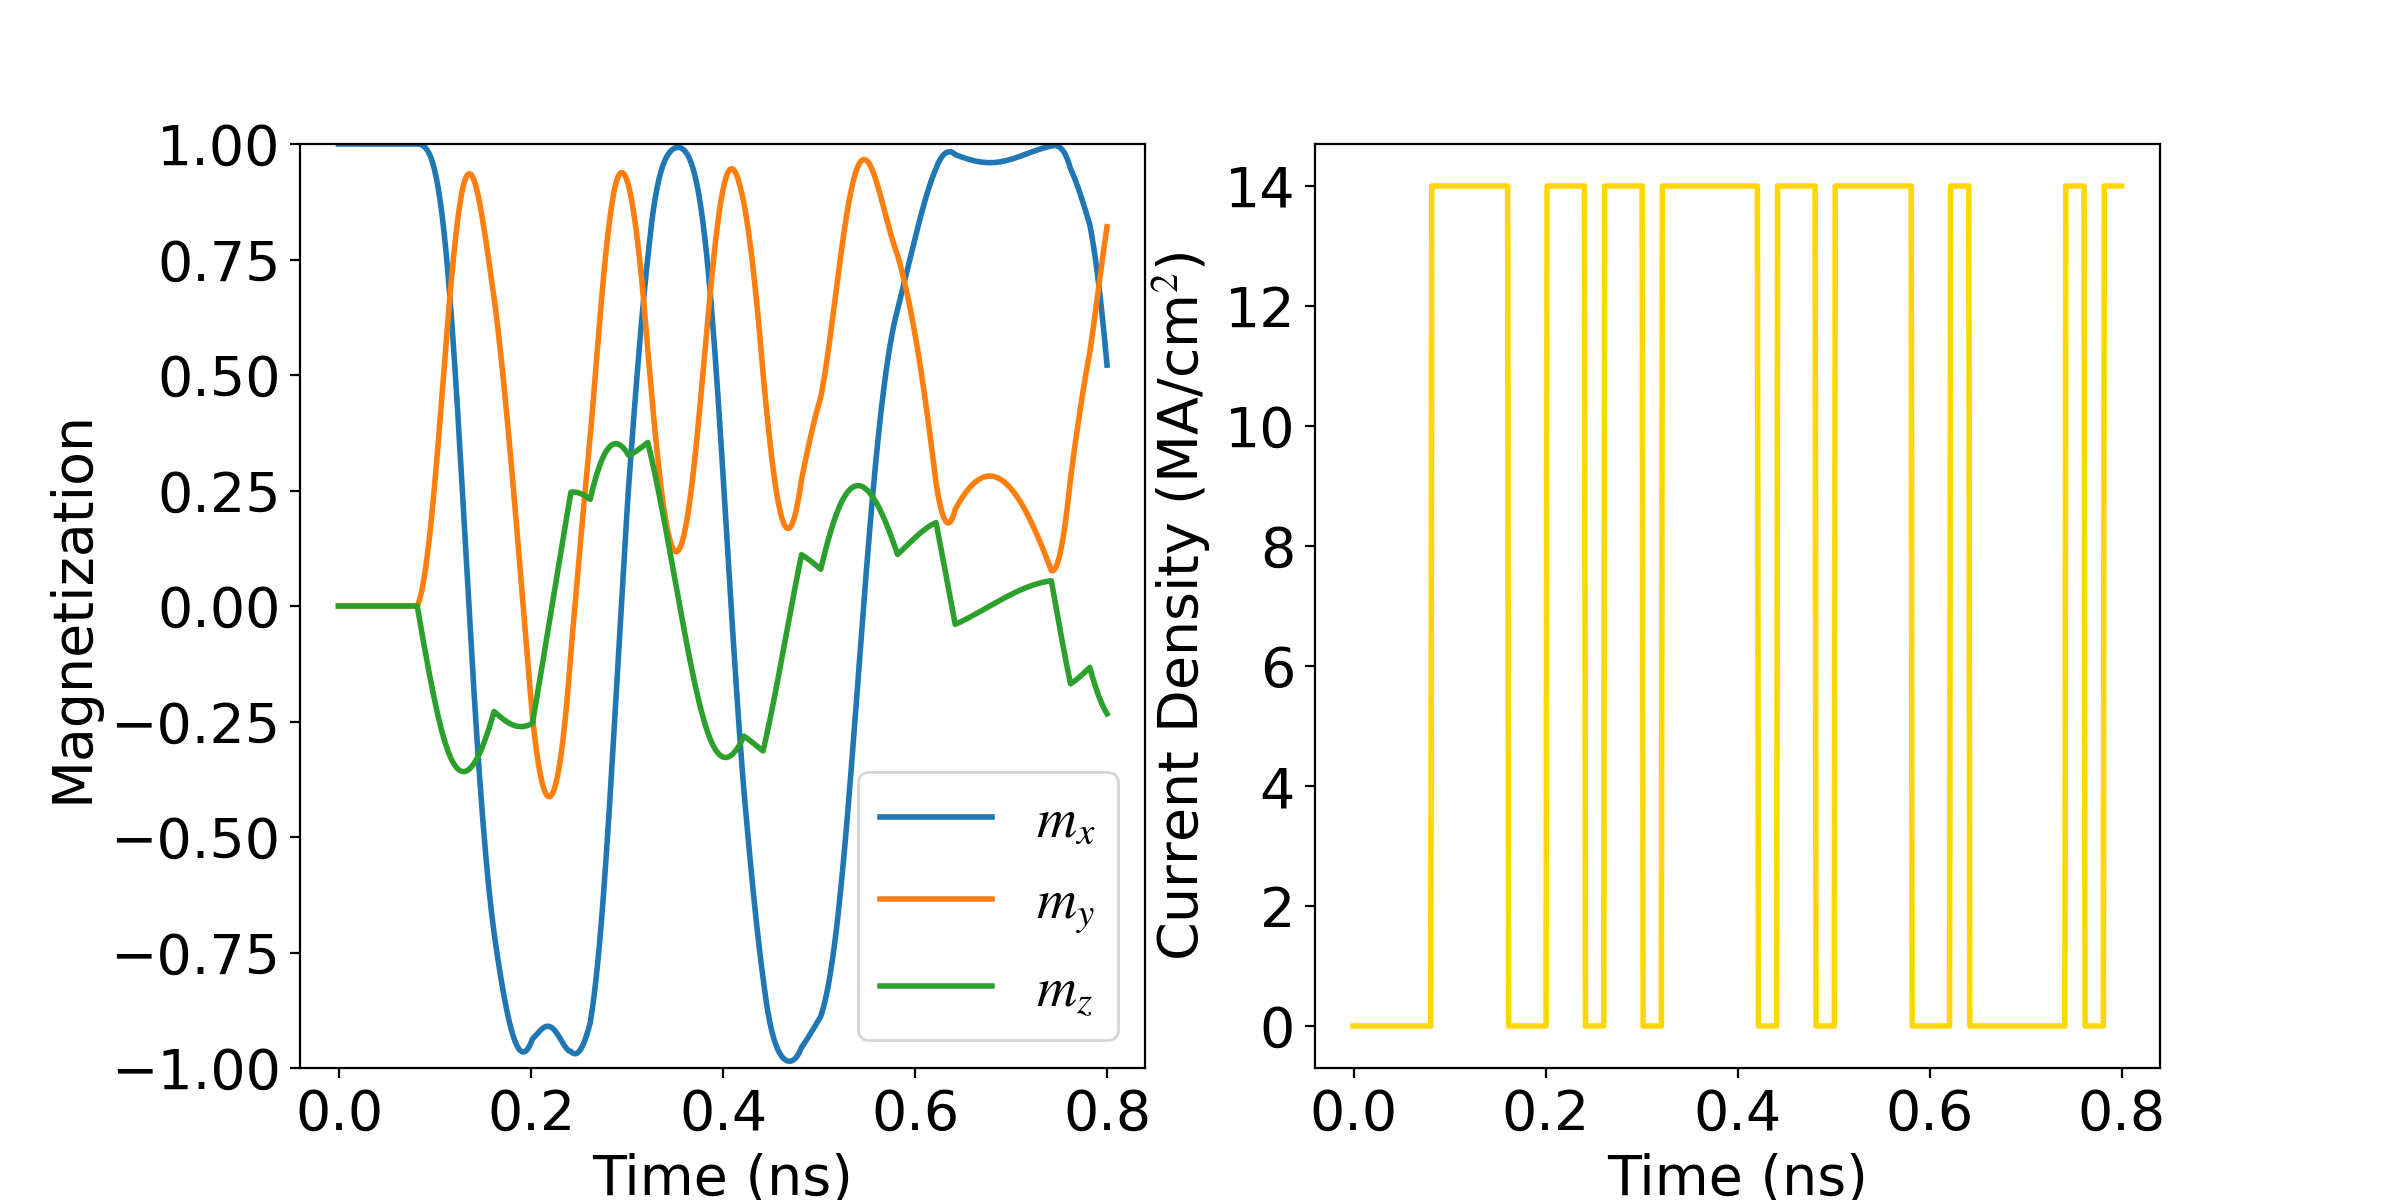 Magnetization
1.00
0.75
0.50
0.25
0.00
−0.25
−0.50
−0.75
−1.00
0.0 0.2 0.4 0.6 0.8
Time (ns)
m_x
m_y
m_z
Current Density (MA/cm²)
14
12
10
8
6
4
2
0
0.0 0.2 0.4 0.6 0.8
Time (ns)